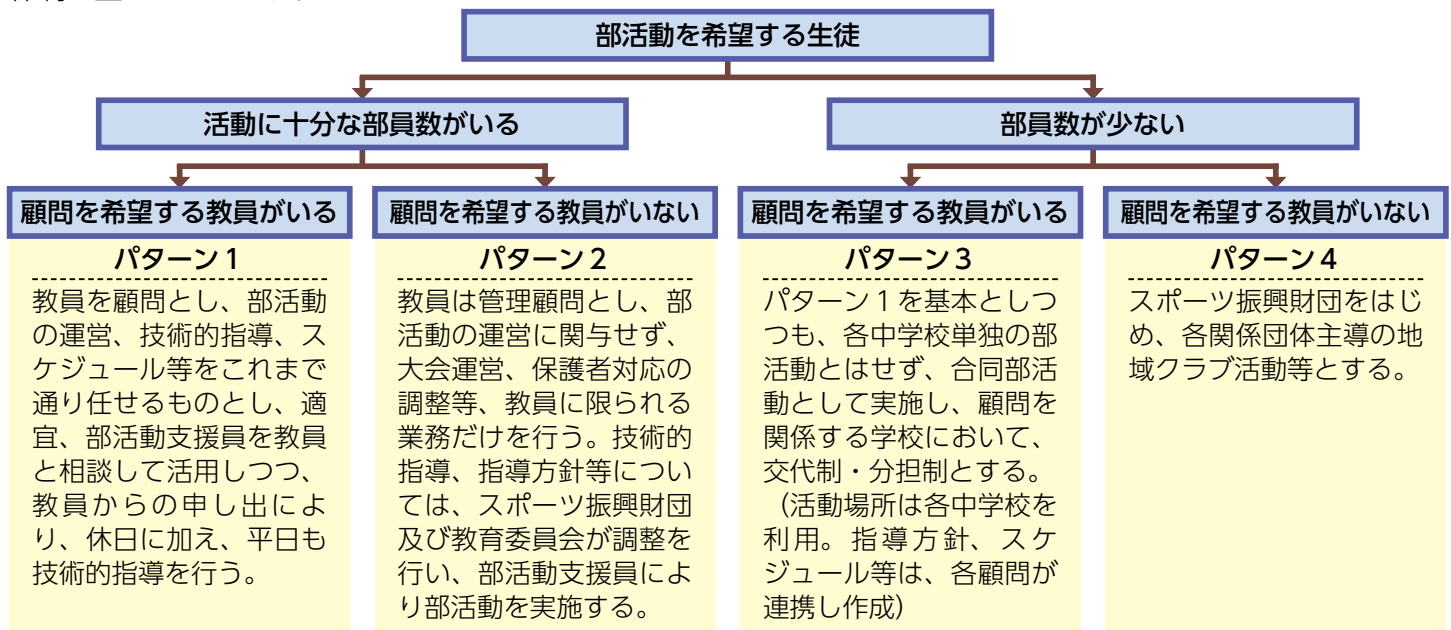 部活動を希望する生徒
活動に十分な部員数がいる
部員数が少ない
顧問を希望する教員がいる
顧問を希望する教員がいない
顧問を希望する教員がいる
顧問を希望する教員がいない
パターン1
教員を顧問とし、部活動
の運営、技術的指導、ス
ケジュール等をこれまで
通り任せるものとし、適
宜、部活動支援員を教員
と相談して活用しつつ、
教員からの申し出によ
り、休日に加え、平日も
技術的指導を行う。
パターン2
教員は管理顧問とし、部
活動の運営に関与せず、
大会運営、保護者対応の
調整等、教員に限られる
業務だけを行う。技術的
指導、指導方針等につい
ては、スポーツ振興財団
及び教育委員会が調整を
行い、部活動支援員によ
り部活動を実施する。
パターン3
パターン1を基本としつ
つも、各中学校単独の部
活動とはせず、合同部活
動として実施し、顧問を
関係する学校において、
交代制・分担制とする。
(活動場所は各中学校を
利用。指導方針、スケ
ジュール等は、各顧問が
連携し作成)
パターン4
スポーツ振興財団をはじ
め、各関係団体主導の地
域クラブ活動等とする。